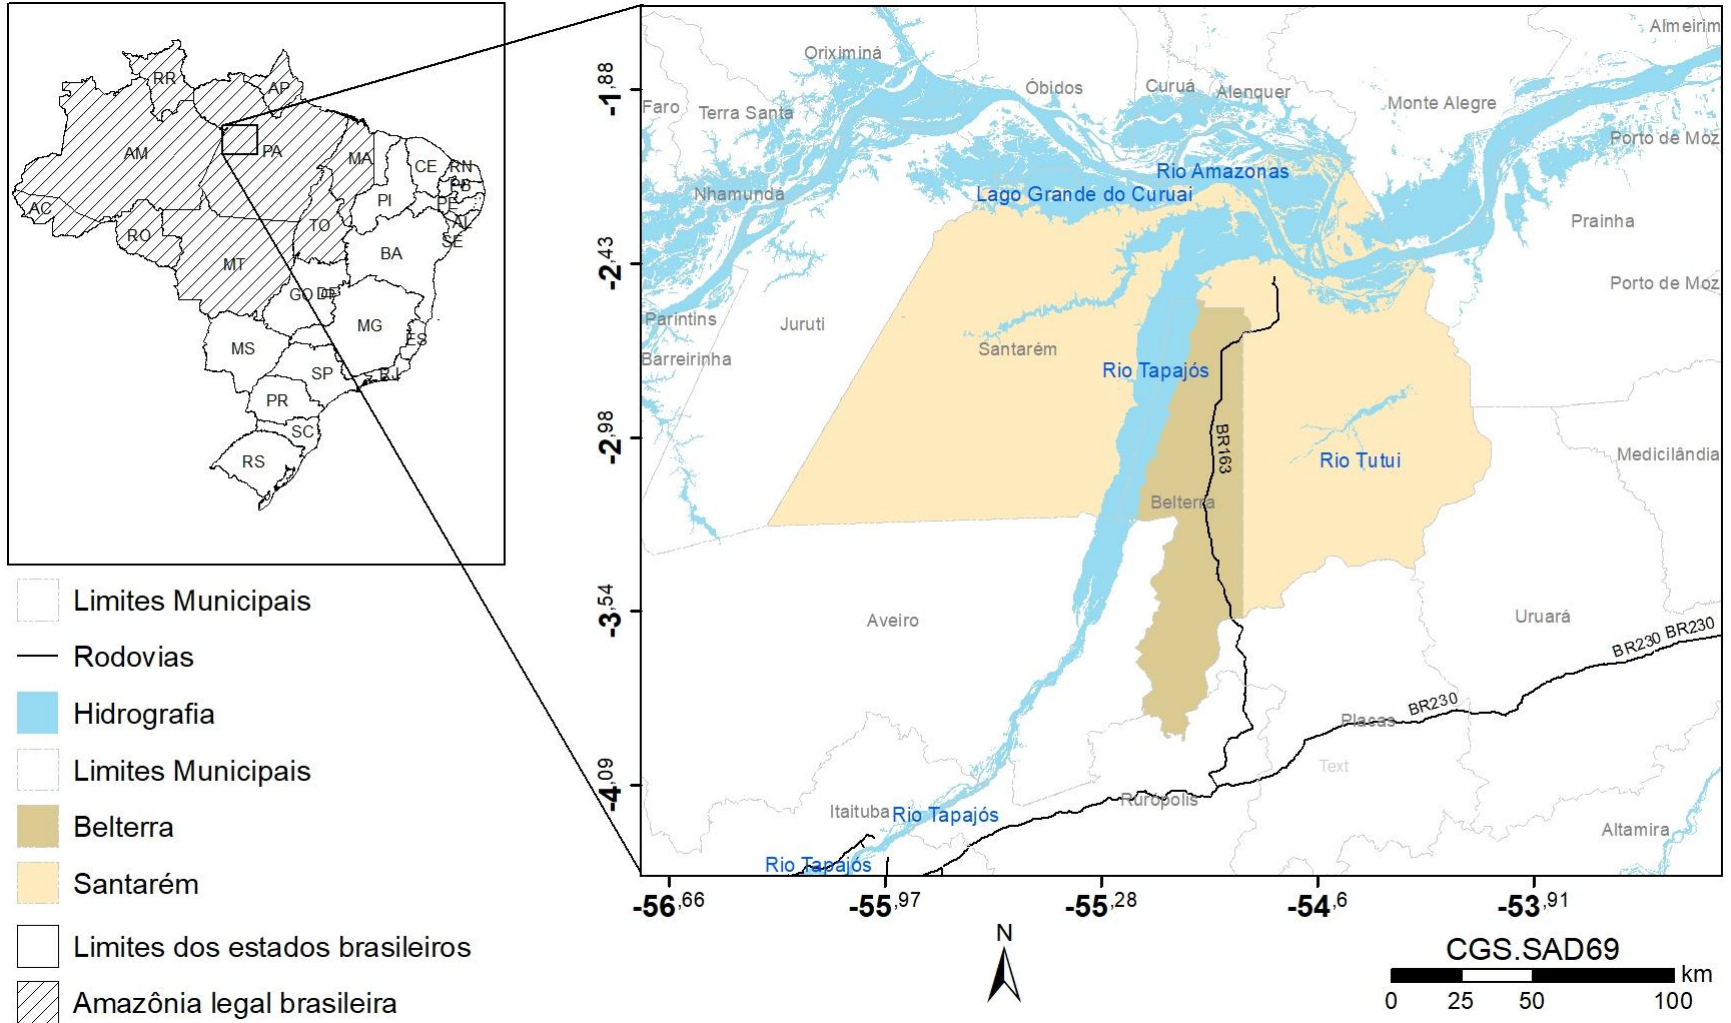 RR
AP
AM
PA
MA
CE
RN
PB
PI
PE
AC
AL
TO
SE
RO
BA
MT
GO
DF
MG
ES
MS
SP
RJ
PR
SC
RS
Limites Municipais
Rodovias
Hidrografia
Limites Municipais
Belterra
Santarém
Limites dos estados brasileiros
Amazônia legal brasileira
Almeirim
Oriximiná
Óbidos
Curuá
Alenquer
Monte Alegre
Faro
Terra Santa
Porto de Moz
Rio Amazonas
Nhamundá
Lago Grande do Curuai
Prainha
Porto de Moz
Parintins
Juruti
Barreirinha
Santarém
Rio Tapajós
BR163
Rio Tutui
Medicilândia
Belterra
Aveiro
Uruará
BR230 BR230
BR230
Placas
Text
Rurópolis
Itaituba
Rio Tapajós
Altamira
Rio Tapajós
-1,88
-2,43
-2,98
-3,54
-4,09
-56,66
-55,97
-55,28
-54,6
-53,91
N
CGS.SAD69
km
0
25
50
100